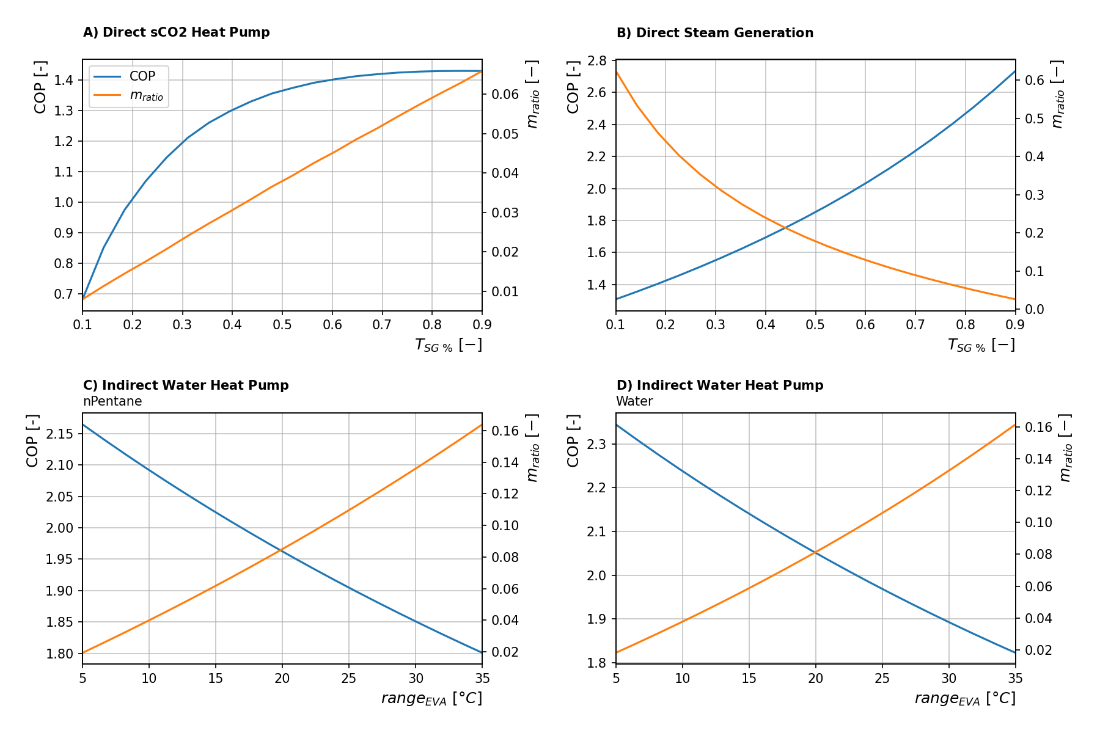 A) Direct sCO2 Heat Pump
COP [-]
1.4
1.3
1.2
1.1
1.0
0.9
0.8
0.7
COP
m_ratio
0.06
0.05
0.04
0.03
0.02
0.01
m_ratio [−]
0.1 0.2 0.3 0.4 0.5 0.6 0.7 0.8 0.9
T_SG % [−]
B) Direct Steam Generation
COP [-]
2.8
2.6
2.4
2.2
2.0
1.8
1.6
1.4
0.6
0.5
0.4
0.3
0.2
0.1
0.0
m_ratio [−]
0.1 0.2 0.3 0.4 0.5 0.6 0.7 0.8 0.9
T_SG % [−]
C) Indirect Water Heat Pump
nPentane
COP [-]
2.15
2.10
2.05
2.00
1.95
1.90
1.85
1.80
0.16
0.14
0.12
0.10
0.08
0.06
0.04
0.02
m_ratio [−]
5 10 15 20 25 30 35
range_EVA [°C]
D) Indirect Water Heat Pump
Water
COP [-]
2.3
2.2
2.1
2.0
1.9
1.8
0.16
0.14
0.12
0.10
0.08
0.06
0.04
0.02
m_ratio [−]
5 10 15 20 25 30 35
range_EVA [°C]